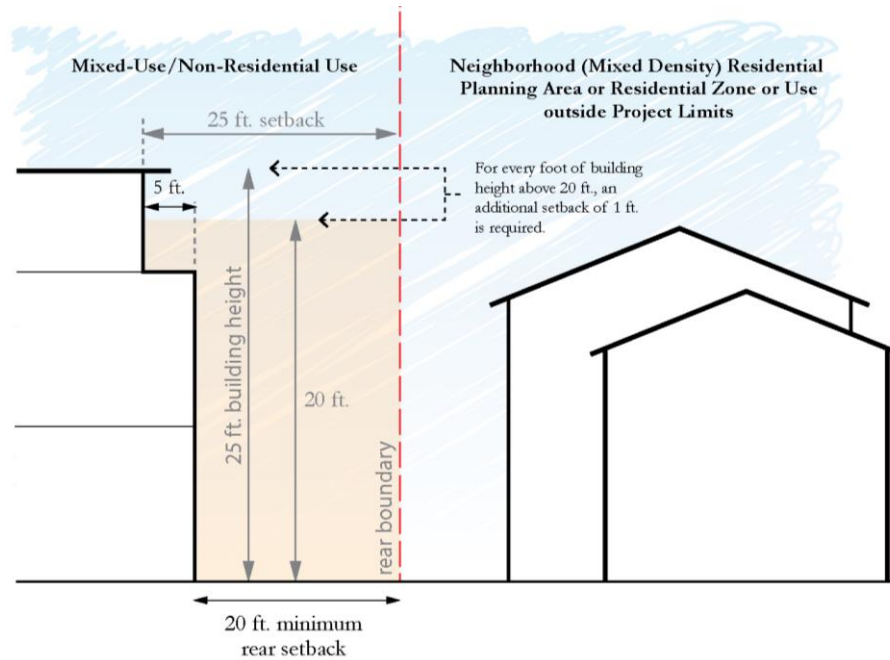 Mixed-Use/Non-Residential Use
Neighborhood (Mixed Density) Residential
Planning Area or Residential Zone or Use
outside Project Limits
25 ft. setback
5 ft.
For every foot of building
height above 20 ft., an
additional setback of 1 ft.
is required.
25 ft. building height
20 ft.
rear boundary
20 ft. minimum
rear setback